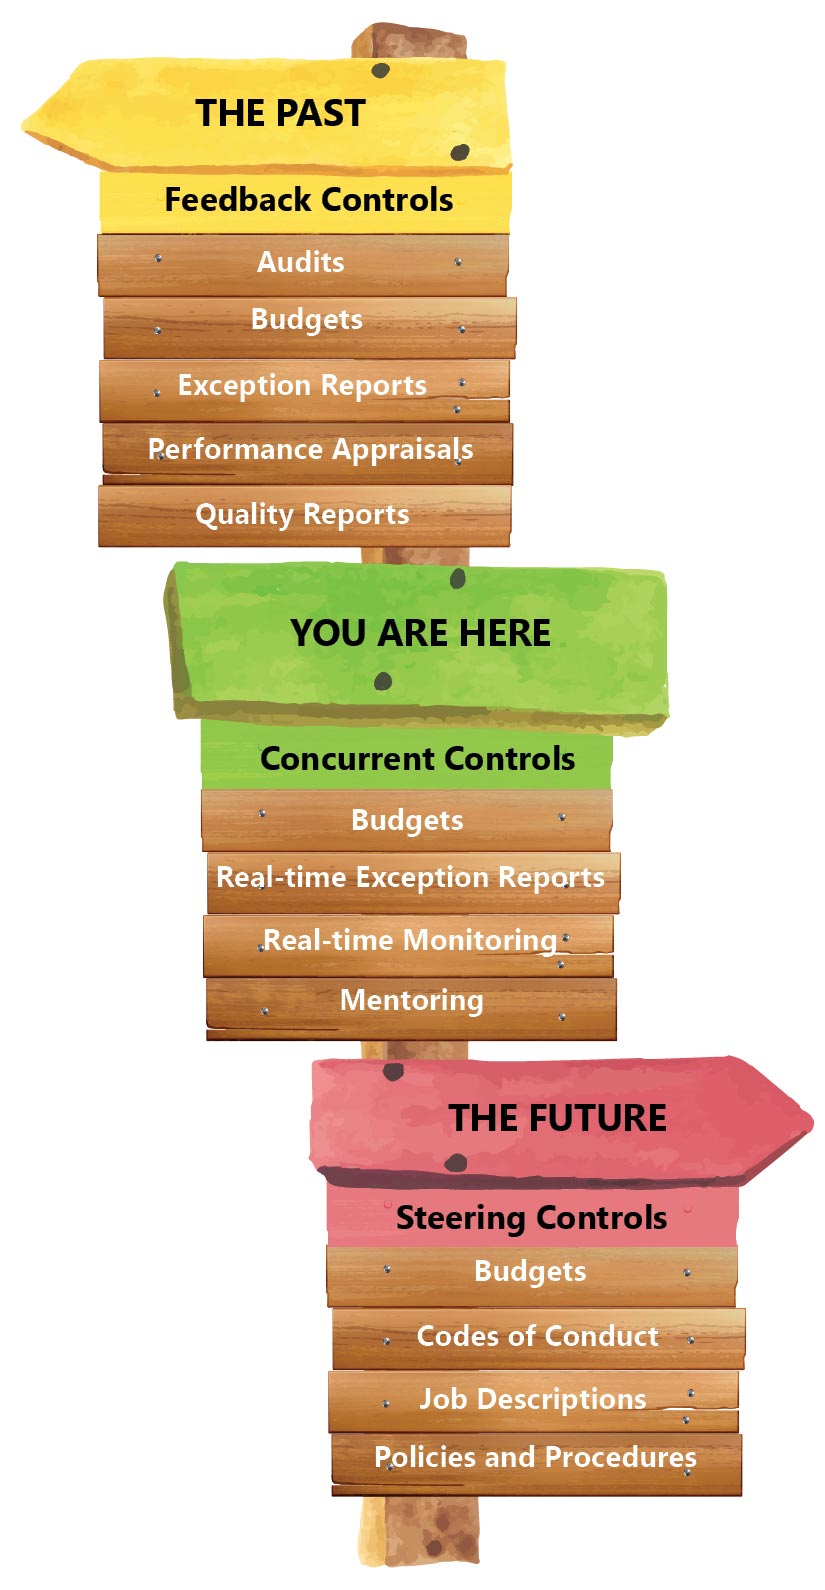 THE PAST
Feedback Controls
Audits
Budgets
Exception Reports
Performance Appraisals
Quality Reports
YOU ARE HERE
Concurrent Controls
Budgets
Real-time Exception Reports
Real-time Monitoring
Mentoring
THE FUTURE
Steering Controls
Budgets
Codes of Conduct
Job Descriptions
Policies and Procedures